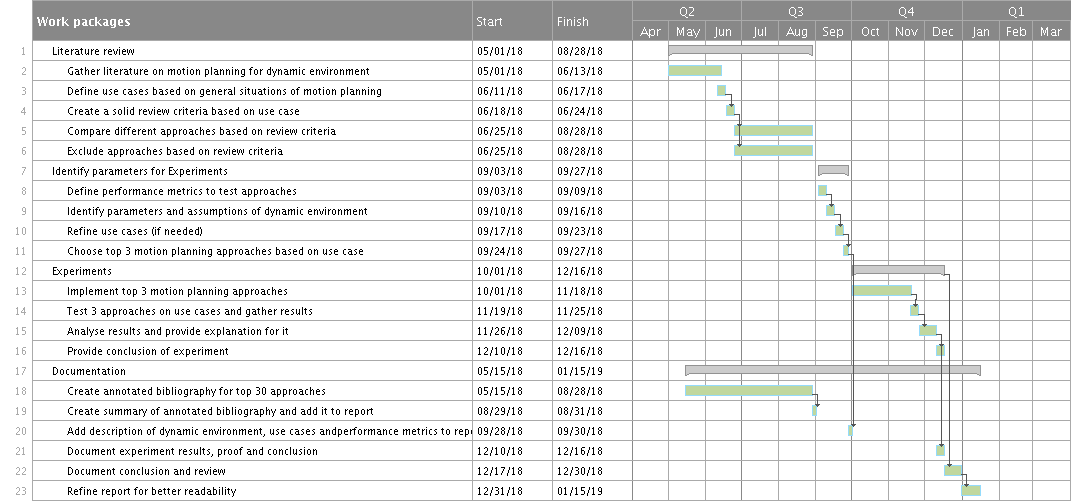 Work packages Start Finish Q2 Q3 Q4 Q1
Apr May Jun Jul Aug Sep Oct Nov Dec Jan Feb Mar
1 Literature review 05/01/18 08/28/18
2 Gather literature on motion planning for dynamic environment 05/01/18 06/13/18
3 Define use cases based on general situations of motion planning 06/11/18 06/17/18
4 Create a solid review criteria based on use case 06/18/18 06/24/18
5 Compare different approaches based on review criteria 06/25/18 08/28/18
6 Exclude approaches based on review criteria 06/25/18 08/28/18
7 Identify parameters for Experiments 09/03/18 09/27/18
8 Define performance metrics to test approaches 09/03/18 09/09/18
9 Identify parameters and assumptions of dynamic environment 09/10/18 09/16/18
10 Refine use cases (if needed) 09/17/18 09/23/18
11 Choose top 3 motion planning approaches based on use case 09/24/18 09/27/18
12 Experiments 10/01/18 12/16/18
13 Implement top 3 motion planning approaches 10/01/18 11/18/18
14 Test 3 approaches on use cases and gather results 11/19/18 11/25/18
15 Analyse results and provide explanation for it 11/26/18 12/09/18
16 Provide conclusion of experiment 12/10/18 12/16/18
17 Documentation 05/15/18 01/15/19
18 Create annotated bibliography for top 30 approaches 05/15/18 08/28/18
19 Create summary of annotated bibliography and add it to report 08/29/18 08/31/18
20 Add description of dynamic environment, use cases andperformance metrics to repo 09/28/18 09/30/18
21 Document experiment results, proof and conclusion 12/10/18 12/16/18
22 Document conclusion and review 12/17/18 12/30/18
23 Refine report for better readability 12/31/18 01/15/19